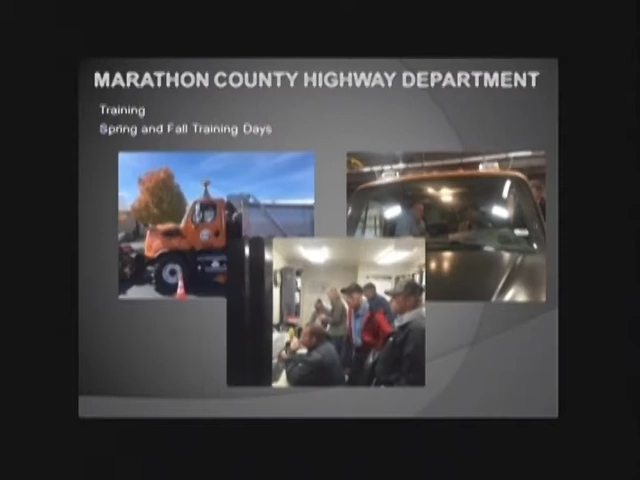 MARATHON COUNTY HIGHWAY DEPARTMENT
Training
Spring and Fall Training Days